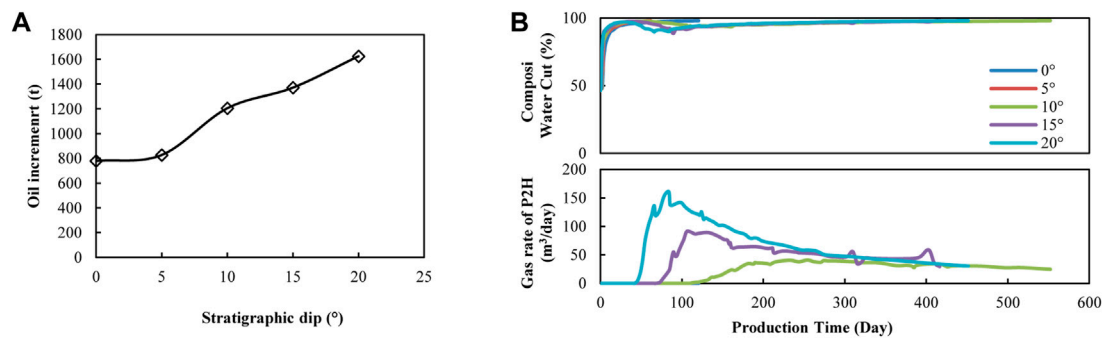 A
1800
1600
1400
1200
1000
800
600
400
200
0
Oil incremenrt (t)
0 5 10 15 20 25
Stratigraphic dip (°)
B
100
50
0
Composi
Water Cut (%)
0°
5°
10°
15°
20°
200
150
100
50
0
Gas rate of P2H
(m³/day)
0 100 200 300 400 500 600
Production Time (Day)